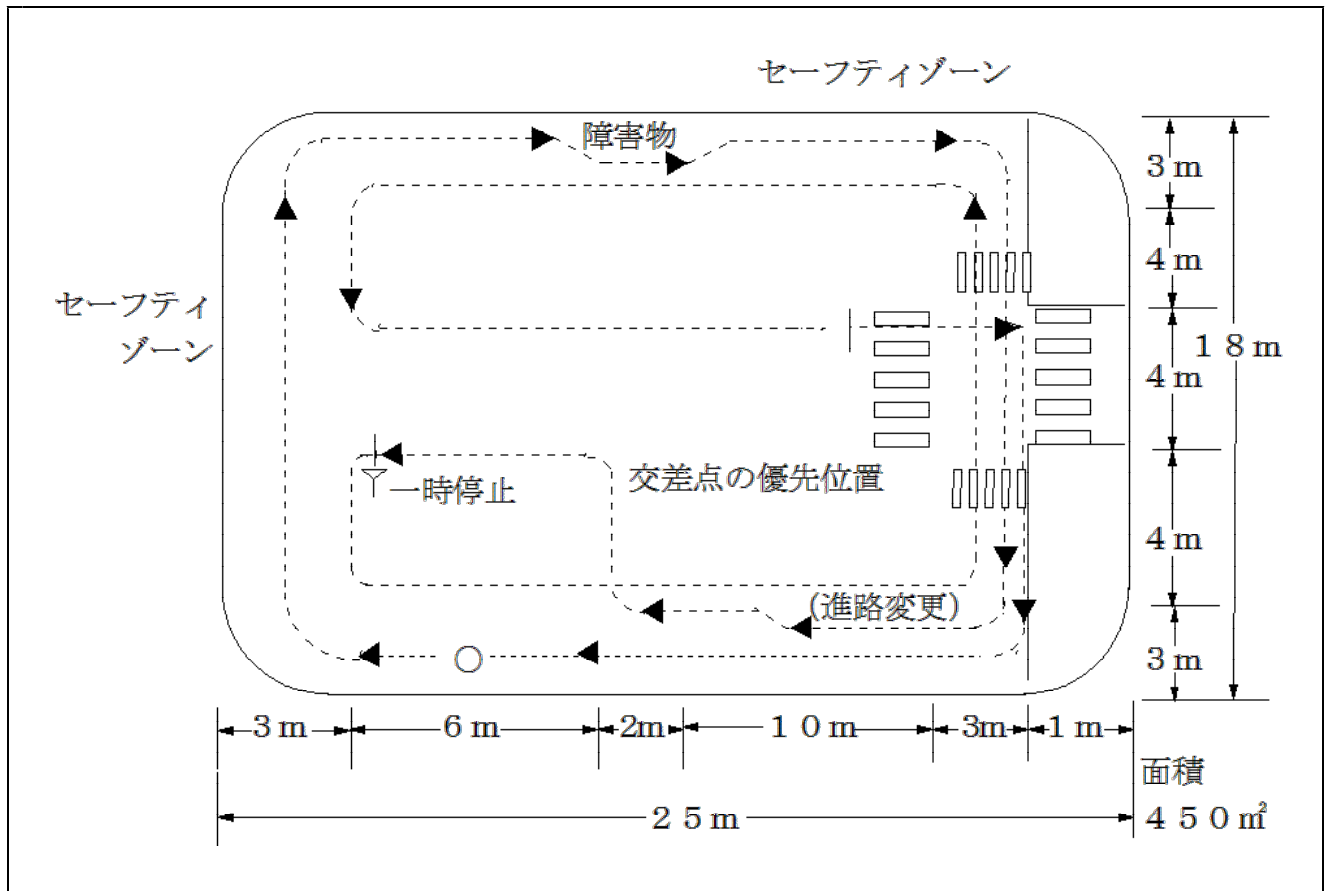 セーフティゾーン
障害物
3m
4m
セーフティ
ゾーン
4m
18m
交差点の優先位置
一時停止
4m
(進路変更)
3m
3m
6m
2m
10m
3m
1m
面積
25m
450㎡